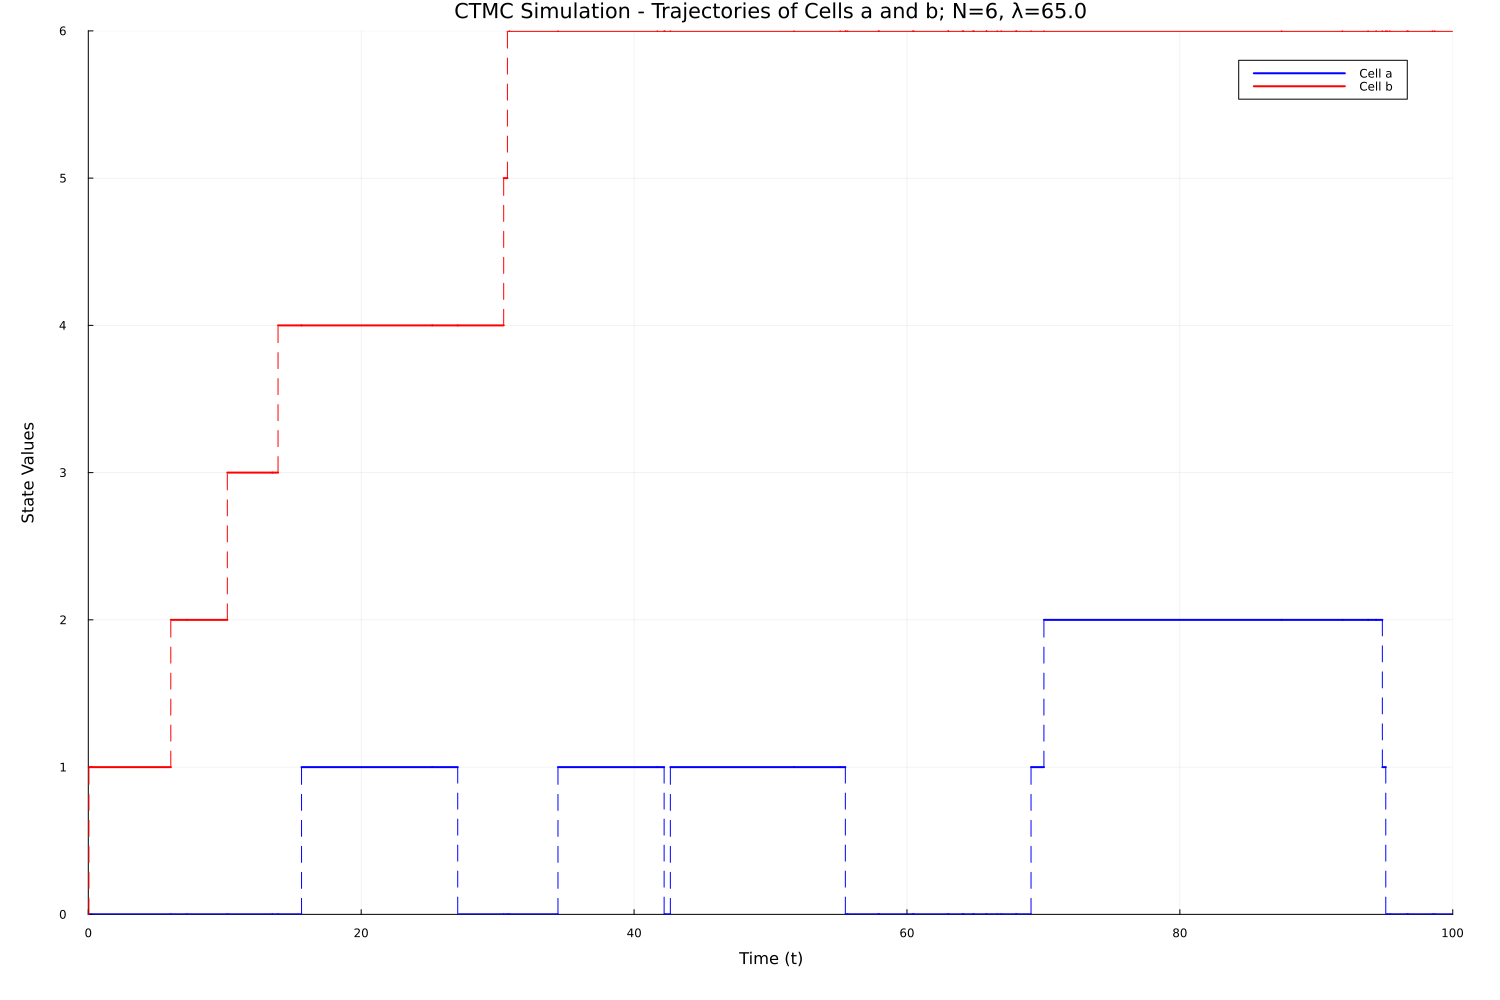 CTMC Simulation - Trajectories of Cells a and b; N=6, λ=65.0
6
Cell a
Cell b
5
4
State Values
3
2
1
0
0 20 40 60 80 100
Time (t)